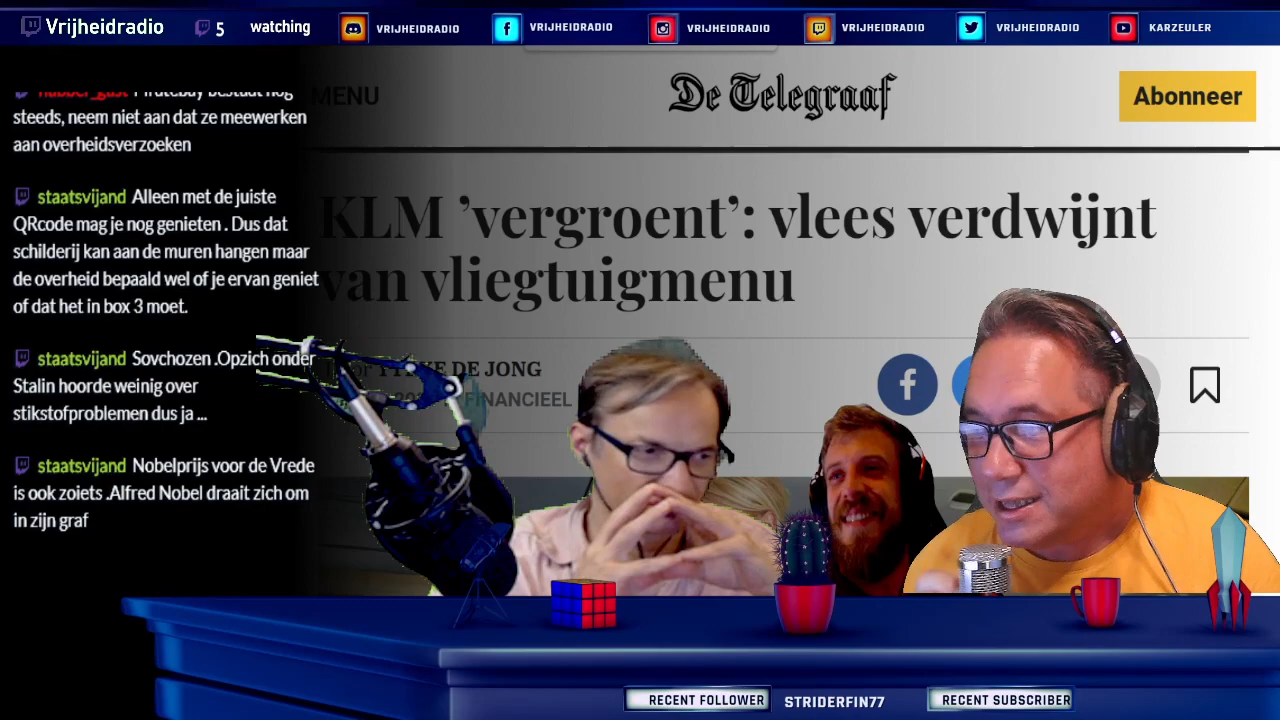 Vrijheidradio
5
watching
VRIJHEIDRADIO
VRIJHEIDRADIO
VRIJHEIDRADIO
VRIJHEIDRADIO
VRIJHEIDRADIO
KARZEULER
MENU
De Telegraaf
Abonneer
habber_gast Piratebay bestaat nog
steeds, neem niet aan dat ze meewerken
aan overheidsverzoeken
staatsvijand Alleen met de juiste
QRcode mag je nog genieten . Dus dat
schilderij kan aan de muren hangen maar
de overheid bepaald wel of je ervan geniet
of dat het in box 3 moet.
staatsvijand Sovchozen .Opzich onder
Stalin hoorde weinig over
stikstofproblemen dus ja ...
staatsvijand Nobelprijs voor de Vrede
is ook zoiets .Alfred Nobel draait zich om
in zijn graf
KLM ’vergroent’: vlees verdwijnt
van vliegtuigmenu
DE JONG
FINANCIEEL
RECENT FOLLOWER
STRIDERFIN77
RECENT SUBSCRIBER